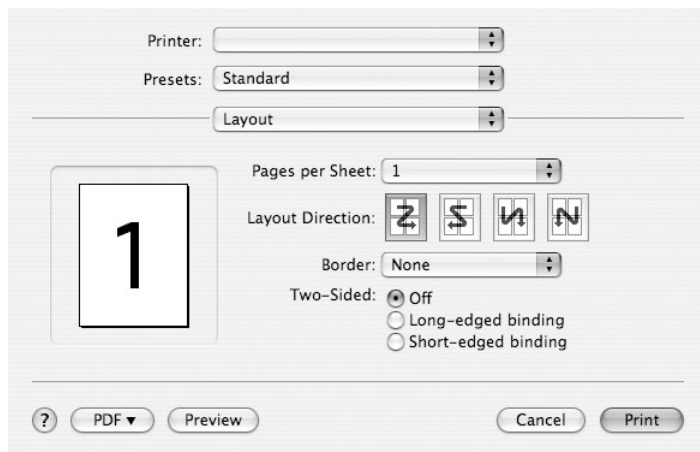 Printer:
Presets: Standard
Layout
Pages per Sheet: 1
1
Layout Direction:
Border: None
Two-Sided: Off
Long-edged binding
Short-edged binding
? PDF▼ Preview Cancel Print